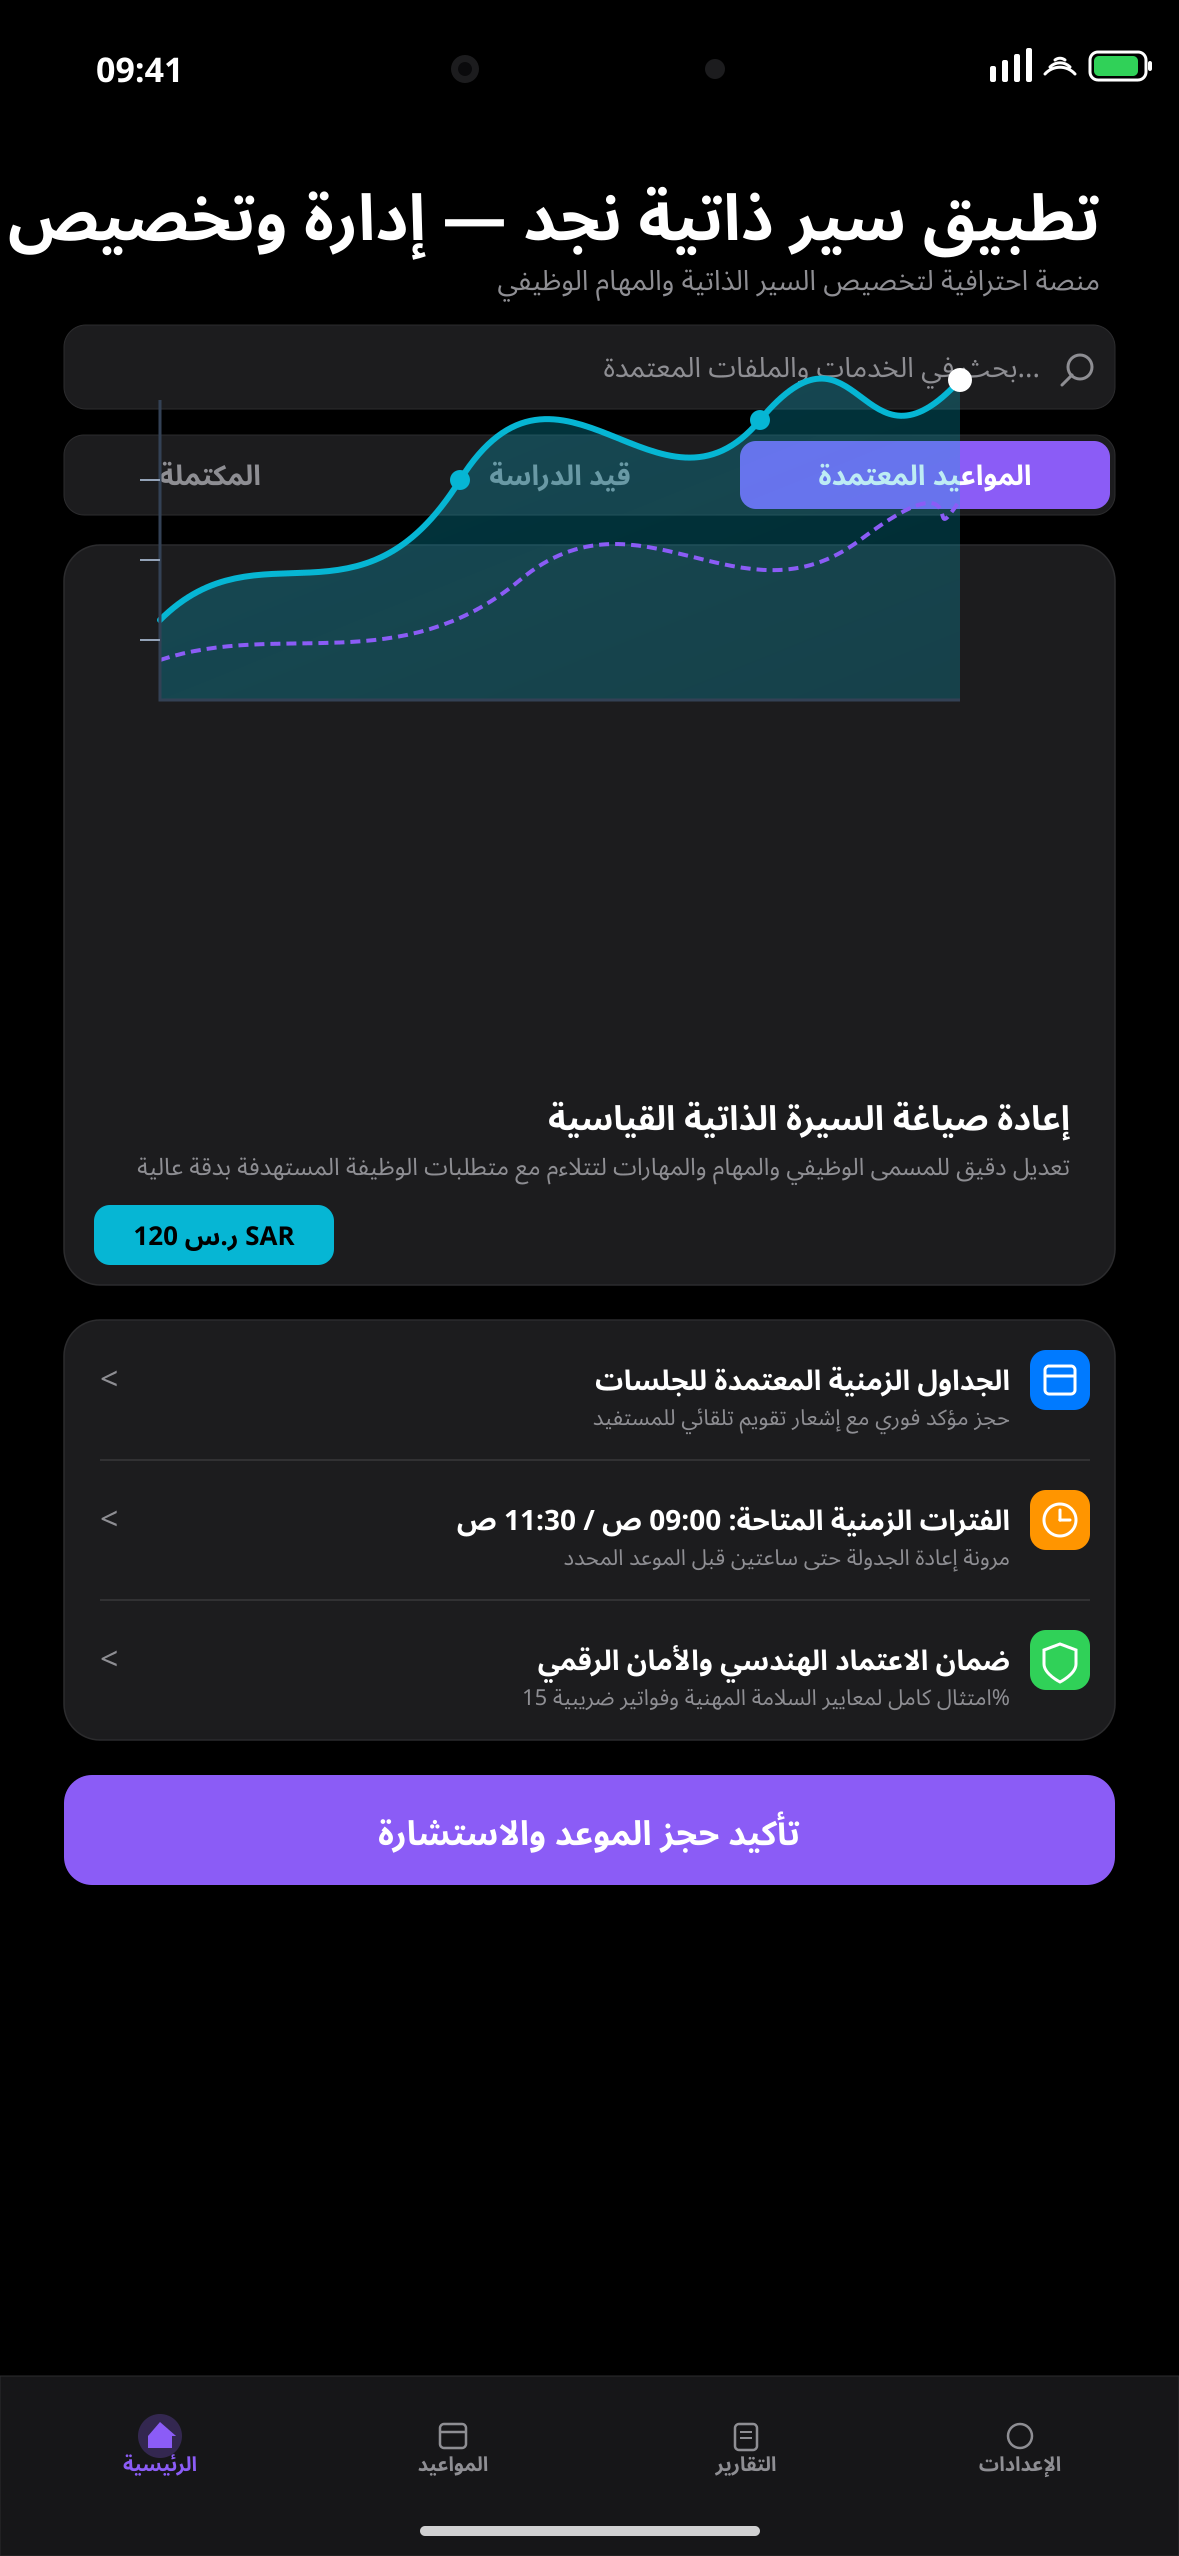 09:41
تطبيق سير ذاتية نجد — إدارة وتخصيص
منصة احترافية لتخصيص السير الذاتية والمهام الوظيفي
بحث في الخدمات والملفات المعتمدة...
المواعيد المعتمدة
قيد الدراسة
المكتملة
إعادة صياغة السيرة الذاتية القياسية
تعديل دقيق للمسمى الوظيفي والمهام والمهارات لتتلاءم مع متطلبات الوظيفة المستهدفة بدقة عالية
120 ر.س SAR
الجداول الزمنية المعتمدة للجلسات
حجز مؤكد فوري مع إشعار تقويم تلقائي للمستفيد
الفترات الزمنية المتاحة: 09:00 ص / 11:30 ص
مرونة إعادة الجدولة حتى ساعتين قبل الموعد المحدد
ضمان الاعتماد الهندسي والأمان الرقمي
%امتثال كامل لمعايير السلامة المهنية وفواتير ضريبية 15
تأكيد حجز الموعد والاستشارة
الإعدادات
التقارير
المواعيد
الرئيسية